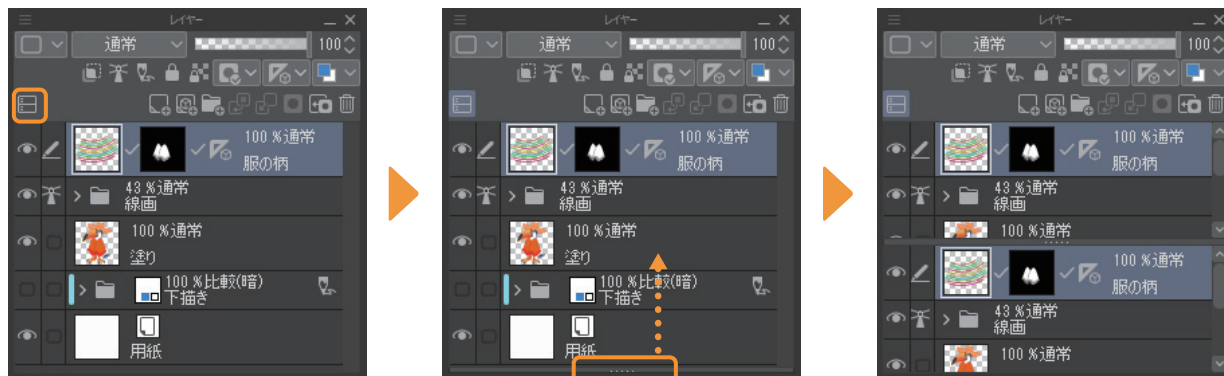 レイヤー
通常 100
100 %通常
服の柄
43 %通常
線画
100 %通常
塗り
100 %比較(暗)
下描き
用紙
レイヤー
通常 100
100 %通常
服の柄
43 %通常
線画
100 %通常
塗り
100 %比較(暗)
下描き
用紙
レイヤー
通常 100
100 %通常
服の柄
43 %通常
線画
100 %通常
100 %通常
服の柄
43 %通常
線画
100 %通常